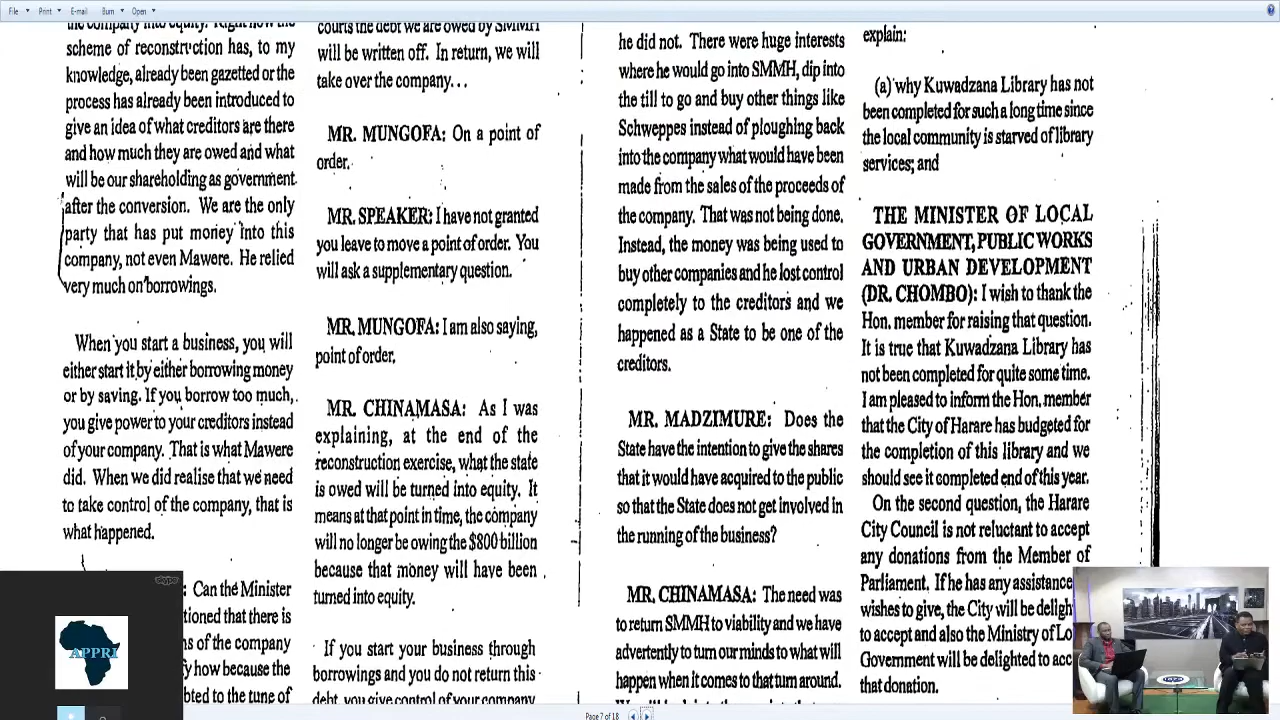 File
Print
E-mail
Burn
Open
the company into equity. Right now the
scheme of reconstruction has, to my
knowledge, already been gazetted or the
process has already been introduced to
give an idea of what creditors are there
and how much they are owed and what
will be our shareholding as government
after the conversion. We are the only
party that has put money into this
company, not even Mawere. He relied
very much on borrowings.
When you start a business, you will
either start it by either borrowing money
or by saving. If you borrow too much,
you give power to your creditors instead
of your company. That is what Mawere
did. When we did realise that we need
to take control of the company, that is
what happened.
: Can the Minister
tioned that there is
ns of the company
fy how because the
bted to the tune of
courts the debt we are owed by SMMH
will be written off. In return, we will
take over the company...
MR. MUNGOFA: On a point of
order.
MR. SPEAKER: I have not granted
you leave to move a point of order. You
will ask a supplementary question.
MR. MUNGOFA: I am also saying,
point of order.
MR. CHINAMASA: As I was
explaining, at the end of the
reconstruction exercise, what the state
is owed will be turned into equity. It
means at that point in time, the company
will no longer be owing the $800 billion
because that money will have been
turned into equity.
If you start your business through
borrowings and you do not return this
debt, you give control of your company
he did not. There were huge interests
where he would go into SMMH, dip into
the till to go and buy other things like
Schweppes instead of ploughing back
into the company what would have been
made from the sales of the proceeds of
the company. That was not being done.
Instead, the money was being used to
buy other companies and he lost control
completely to the creditors and we
happened as a State to be one of the
creditors.
MR. MADZIMURE: Does the
State have the intention to give the shares
that it would have acquired to the public
so that the State does not get involved in
the running of the business?
MR. CHINAMASA: The need was
to return SMMH to viability and we have
advertently to turn our minds to what will
happen when it comes to that turn around.
explain:
(a) why Kuwadzana Library has not
been completed for such a long time since
the local community is starved of library
services; and
THE MINISTER OF LOCAL
GOVERNMENT, PUBLIC WORKS
AND URBAN DEVELOPMENT
(DR. CHOMBO): I wish to thank the
Hon. member for raising that question.
It is true that Kuwadzana Library has
not been completed for quite some time.
I am pleased to inform the Hon. member
that the City of Harare has budgeted for
the completion of this library and we
should see it completed end of this year.
On the second question, the Harare
City Council is not reluctant to accept
any donations from the Member of
Parliament. If he has any assistance
wishes to give, the City will be deligh
to accept and also the Ministry of Lo
Government will be delighted to acc
that donation.
skype
APPRI
Page 7 of 18